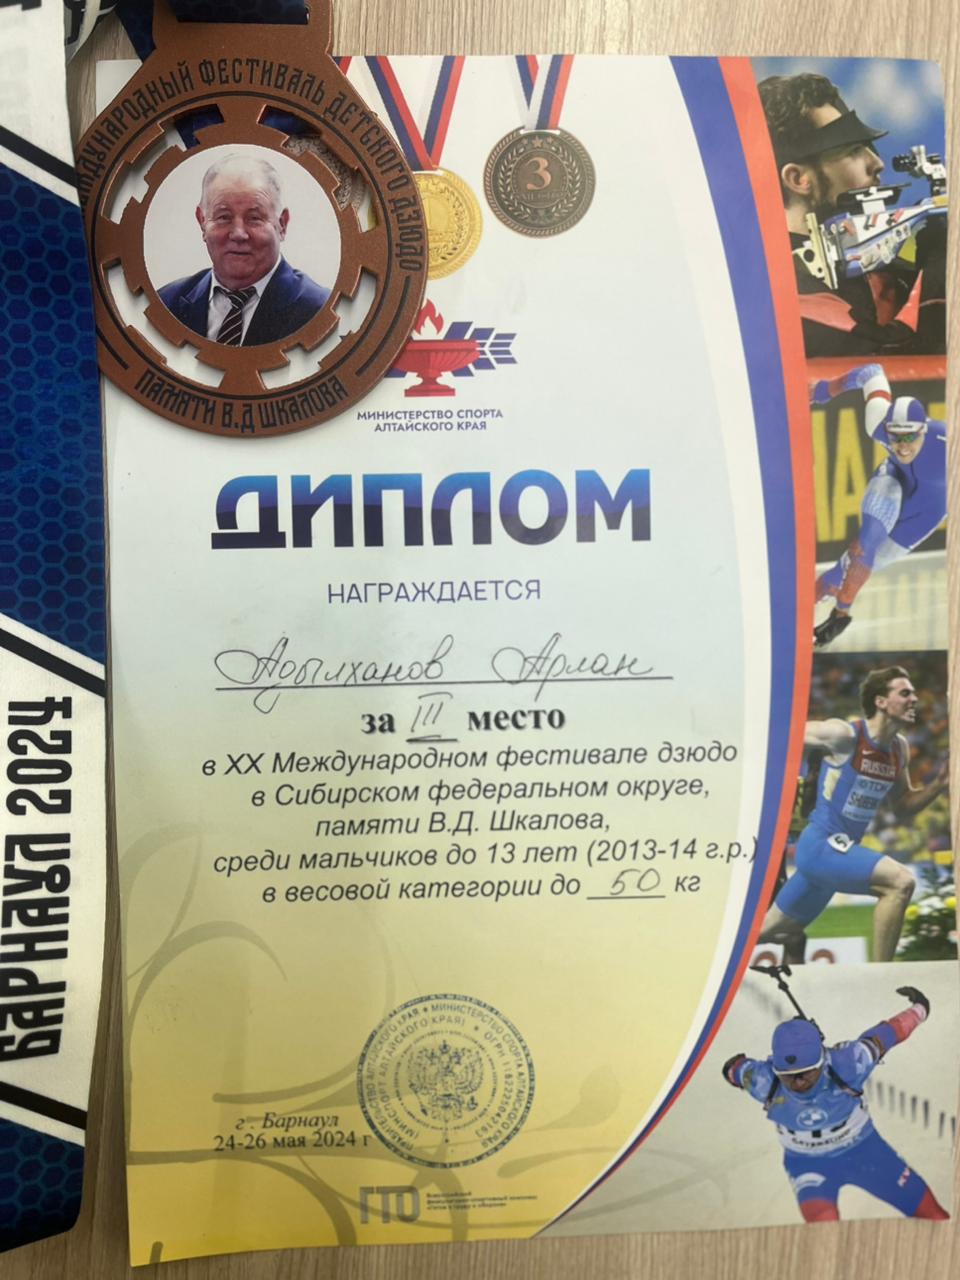 МЕЖДУНАРОДНЫЙ ФЕСТИВАЛЬ ДЕТСКОГО ДЗЮДО
ПАМЯТИ В.Д ШКАЛОВА
3
МИНИСТЕРСТВО СПОРТА
АЛТАЙСКОГО КРАЯ
ДИПЛОМ
НАГРАЖДАЕТСЯ
Адылханов Арлан
за III место
в XX Международном фестивале дзюдо
в Сибирском федеральном округе,
памяти В.Д. Шкалова,
среди мальчиков до 13 лет (2013-14 г.р.)
в весовой категории до 50 кг
г. Барнаул
24-26 мая 2024 г
ГТО
БАРНАУЛ 2024
RUSSIA